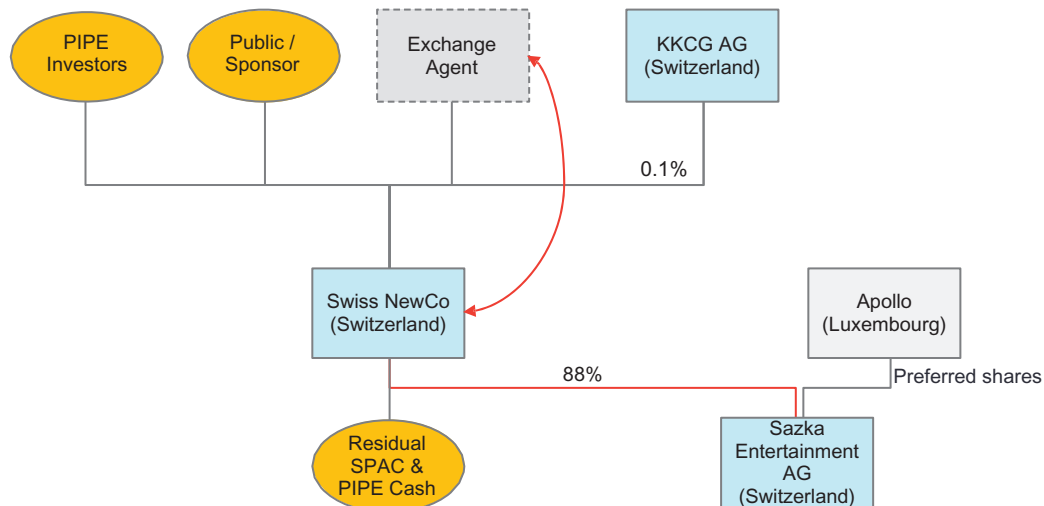 PIPE
Investors
Public /
Sponsor
Exchange
Agent
KKCG AG
(Switzerland)
0.1%
Swiss NewCo
(Switzerland)
Apollo
(Luxembourg)
88%
Preferred shares
Residual
SPAC &
PIPE Cash
Sazka
Entertainment
AG
(Switzerland)